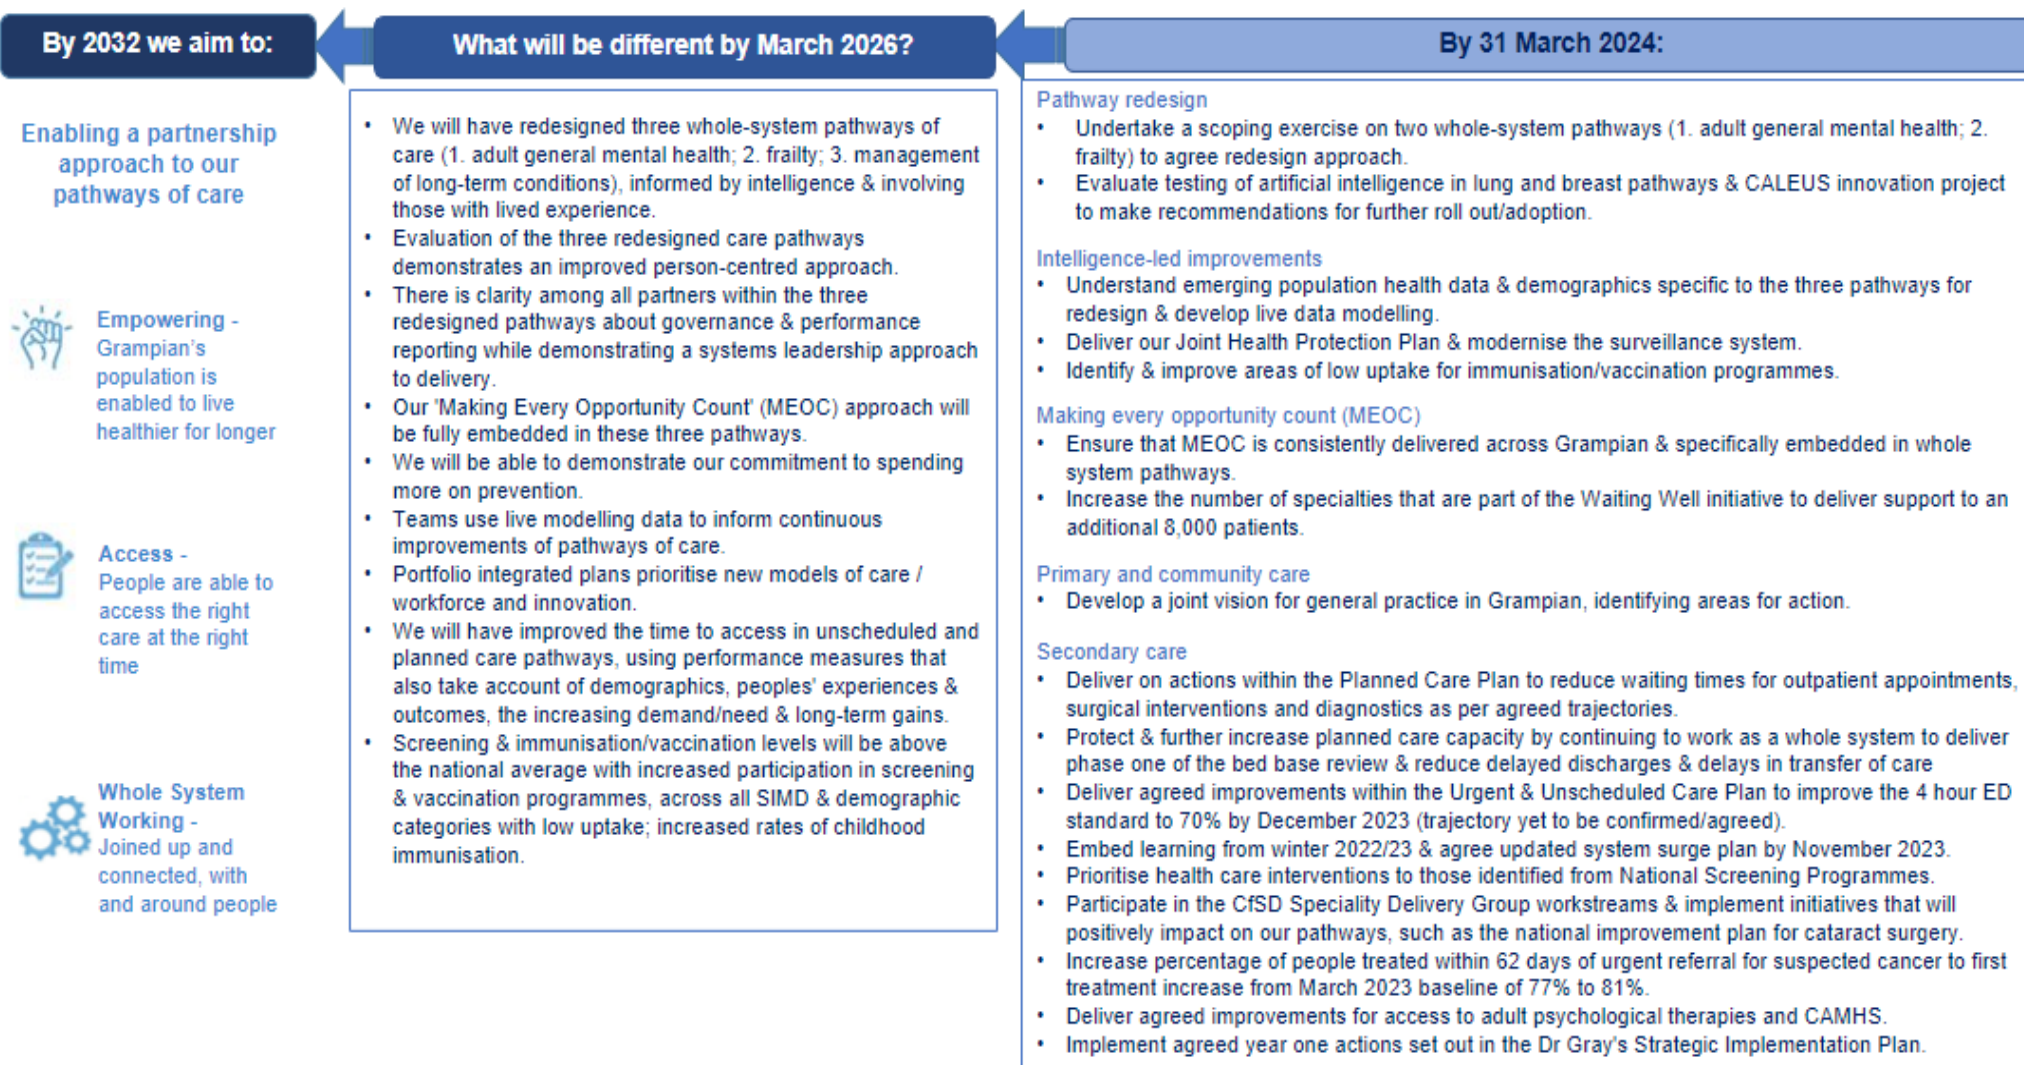 By 2032 we aim to:
Enabling a partnership
approach to our
pathways of care
Empowering -
Grampian's
population is
enabled to live
healthier for longer
Access -
People are able to
access the right
care at the right
time
Whole System
Working -
Joined up and
connected, with
and around people
What will be different by March 2026?
• We will have redesigned three whole-system pathways of
care (1. adult general mental health; 2. frailty; 3. management
of long-term conditions), informed by intelligence & involving
those with lived experience.
• Evaluation of the three redesigned care pathways
demonstrates an improved person-centred approach.
• There is clarity among all partners within the three
redesigned pathways about governance & performance
reporting while demonstrating a systems leadership approach
to delivery.
• Our 'Making Every Opportunity Count' (MEOC) approach will
be fully embedded in these three pathways.
• We will be able to demonstrate our commitment to spending
more on prevention.
• Teams use live modelling data to inform continuous
improvements of pathways of care.
• Portfolio integrated plans prioritise new models of care /
workforce and innovation.
• We will have improved the time to access in unscheduled and
planned care pathways, using performance measures that
also take account of demographics, peoples' experiences &
outcomes, the increasing demand/need & long-term gains.
• Screening & immunisation/vaccination levels will be above
the national average with increased participation in screening
& vaccination programmes, across all SIMD & demographic
categories with low uptake; increased rates of childhood
immunisation.
By 31 March 2024:
Pathway redesign
• Undertake a scoping exercise on two whole-system pathways (1. adult general mental health; 2.
frailty) to agree redesign approach.
• Evaluate testing of artificial intelligence in lung and breast pathways & CALEUS innovation project
to make recommendations for further roll out/adoption.
Intelligence-led improvements
• Understand emerging population health data & demographics specific to the three pathways for
redesign & develop live data modelling.
• Deliver our Joint Health Protection Plan & modernise the surveillance system.
• Identify & improve areas of low uptake for immunisation/vaccination programmes.
Making every opportunity count (MEOC)
• Ensure that MEOC is consistently delivered across Grampian & specifically embedded in whole
system pathways.
• Increase the number of specialties that are part of the Waiting Well initiative to deliver support to an
additional 8,000 patients.
Primary and community care
• Develop a joint vision for general practice in Grampian, identifying areas for action.
Secondary care
• Deliver on actions within the Planned Care Plan to reduce waiting times for outpatient appointments,
surgical interventions and diagnostics as per agreed trajectories.
• Protect & further increase planned care capacity by continuing to work as a whole system to deliver
phase one of the bed base review & reduce delayed discharges & delays in transfer of care
• Deliver agreed improvements within the Urgent & Unscheduled Care Plan to improve the 4 hour ED
standard to 70% by December 2023 (trajectory yet to be confirmed/agreed).
• Embed learning from winter 2022/23 & agree updated system surge plan by November 2023.
• Prioritise health care interventions to those identified from National Screening Programmes.
• Participate in the CfSD Speciality Delivery Group workstreams & implement initiatives that will
positively impact on our pathways, such as the national improvement plan for cataract surgery.
• Increase percentage of people treated within 62 days of urgent referral for suspected cancer to first
treatment increase from March 2023 baseline of 77% to 81%.
• Deliver agreed improvements for access to adult psychological therapies and CAMHS.
• Implement agreed year one actions set out in the Dr Gray's Strategic Implementation Plan.